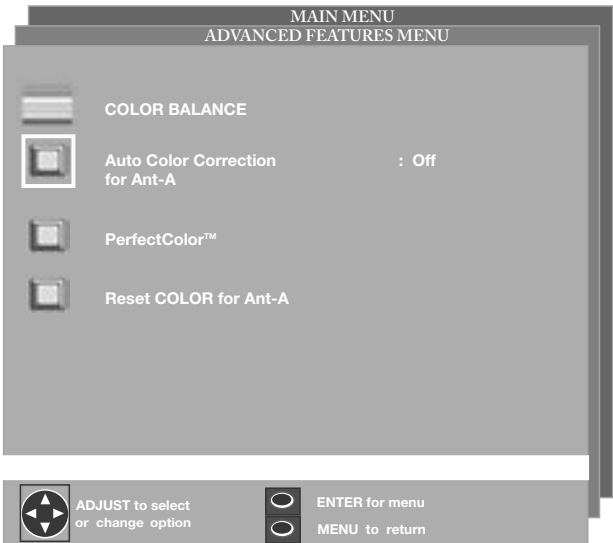 MAIN MENU
ADVANCED FEATURES MENU
COLOR BALANCE
Auto Color Correction : Off
for Ant-A
PerfectColor™
Reset COLOR for Ant-A
ADJUST to select
or change option
ENTER for menu
MENU to return